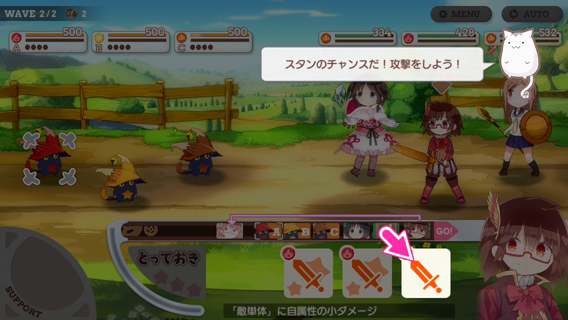 WAVE 2/2 2
MENU
AUTO
500
500
500
334
428
532
A
B
C
スタンのチャンスだ！攻撃をしよう！
A
B
C
GO!
とっておき
SUPPORT
「敵単体」に自属性の小ダメージ